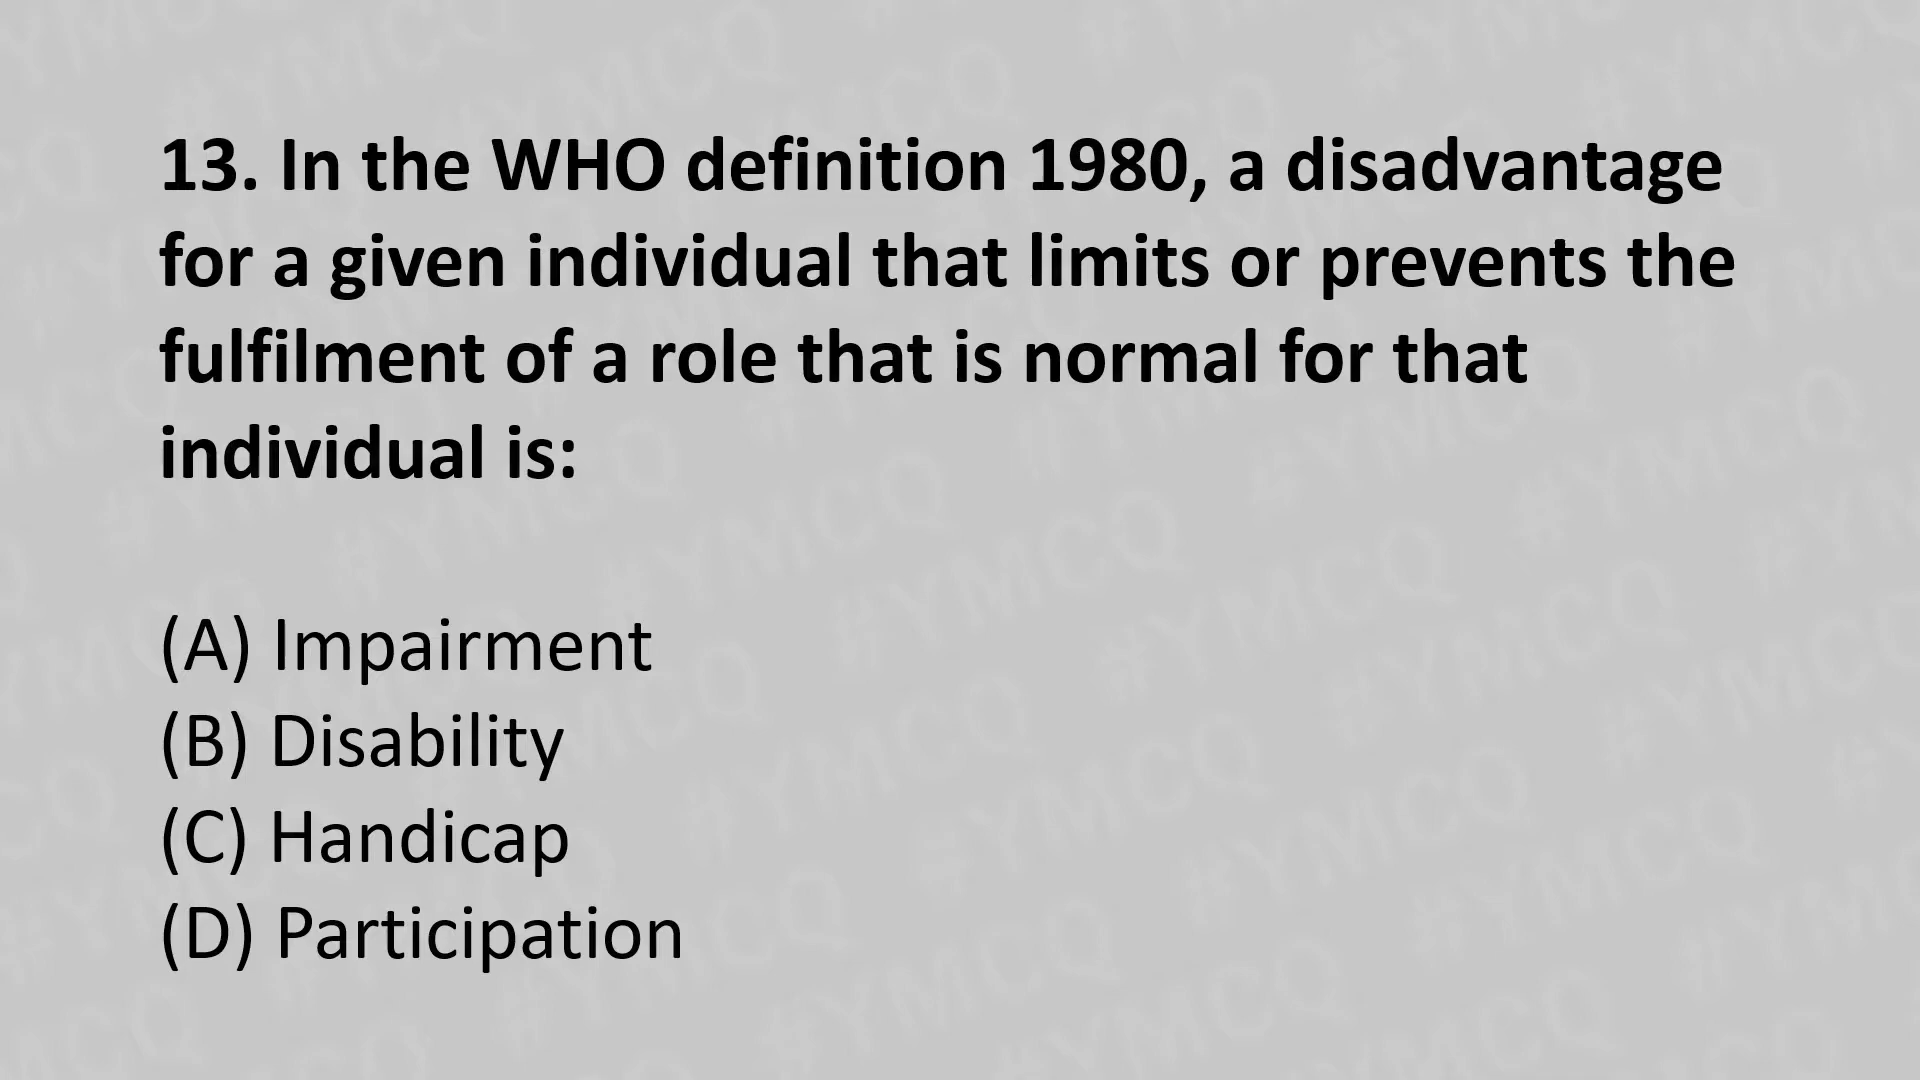 13. In the WHO definition 1980, a disadvantage
for a given individual that limits or prevents the
fulfilment of a role that is normal for that
individual is:
(A) Impairment
(B) Disability
(C) Handicap
(D) Participation
#YMCQ